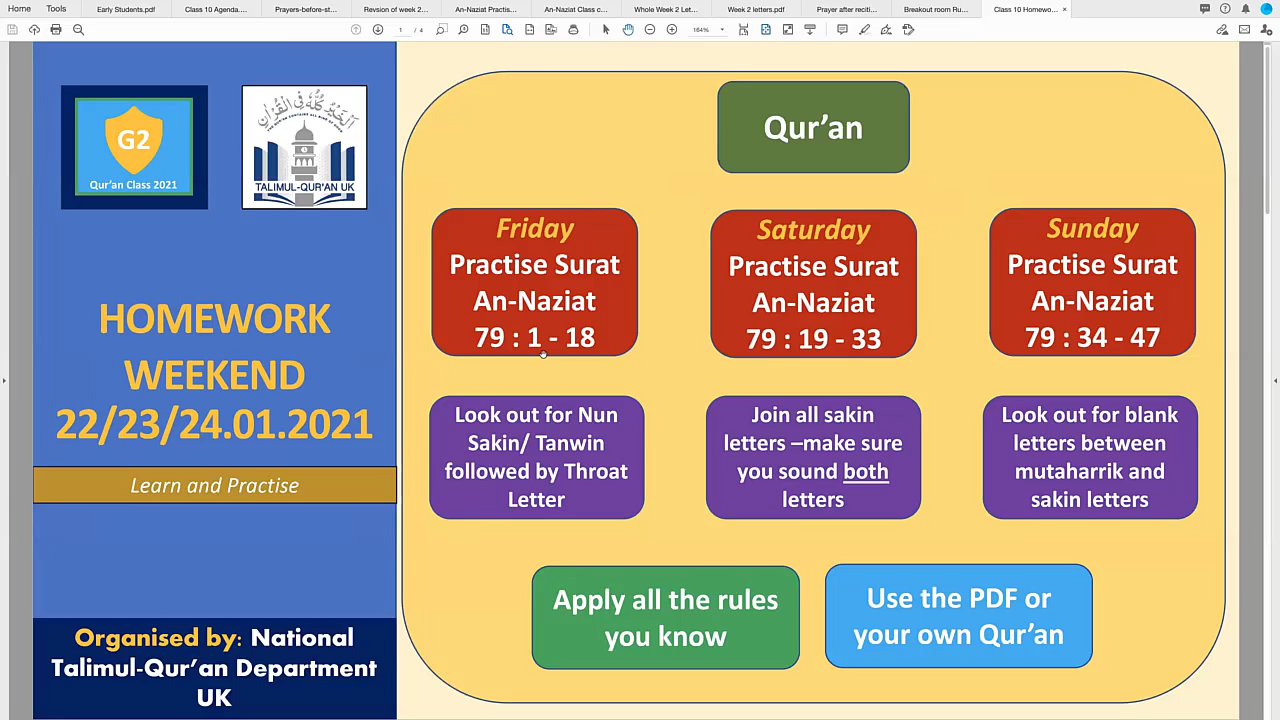 Home
Tools
Early Students.pdf
Class 10 Agenda....
Prayers-before-st...
Revsion of week 2...
An-Naziat Practis...
An-Naziat Class c...
Whole Week 2 Let...
Week 2 letters.pdf
Prayer after reciti...
Breakout room Ru...
Class 10 Homewo...
1 / 4
164%
G2
Qur'an Class 2021
اَلْخَيْرُ كُلُّهُ فِي الْقُرْآنِ
TALIMUL-QUR'AN UK
HOMEWORK
WEEKEND
22/23/24.01.2021
Learn and Practise
Organised by: National
Talimul-Qur'an Department
UK
Qur'an
Friday
Practise Surat
An-Naziat
79 : 1 - 18
Saturday
Practise Surat
An-Naziat
79 : 19 - 33
Sunday
Practise Surat
An-Naziat
79 : 34 - 47
Look out for Nun
Sakin/ Tanwin
followed by Throat
Letter
Join all sakin
letters –make sure
you sound both
letters
Look out for blank
letters between
mutaharrik and
sakin letters
Apply all the rules
you know
Use the PDF or
your own Qur'an